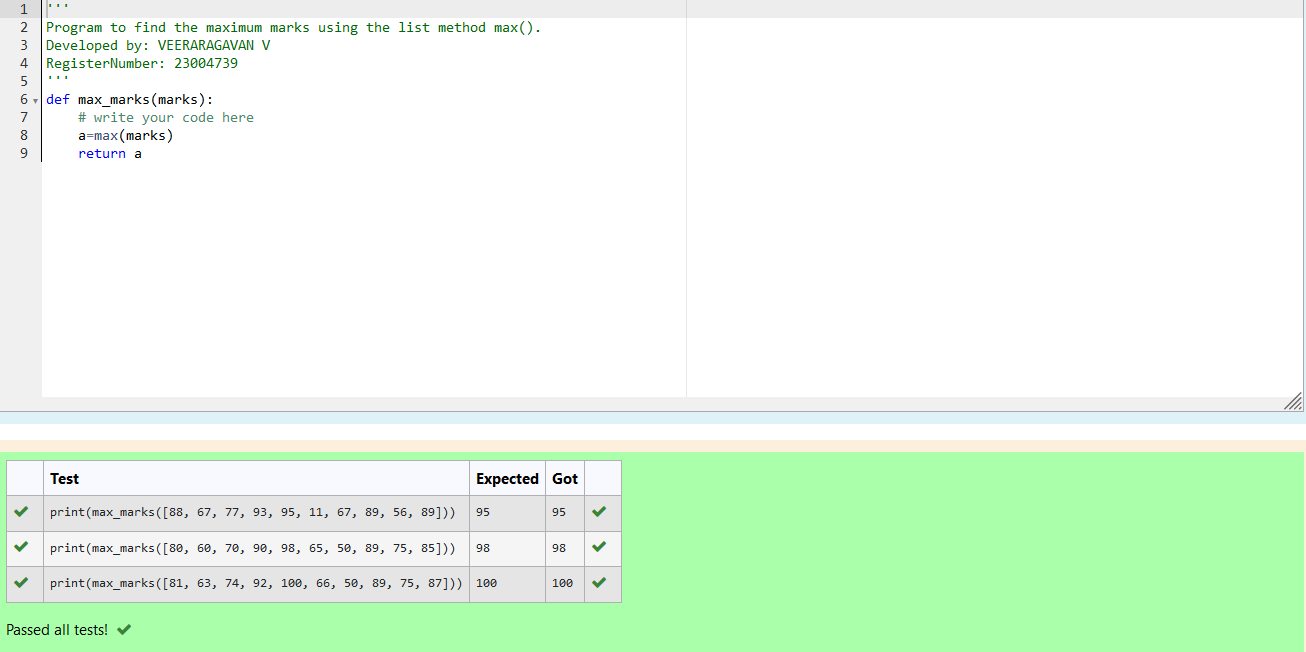 1 '''
2 Program to find the maximum marks using the list method max().
3 Developed by: VEERARAGAVAN V
4 RegisterNumber: 23004739
5 '''
6 def max_marks(marks):
7     # write your code here
8     a=max(marks)
9     return a
Test Expected Got
print(max_marks([88, 67, 77, 93, 95, 11, 67, 89, 56, 89])) 95 95
print(max_marks([80, 60, 70, 90, 98, 65, 50, 89, 75, 85])) 98 98
print(max_marks([81, 63, 74, 92, 100, 66, 50, 89, 75, 87])) 100 100
Passed all tests!